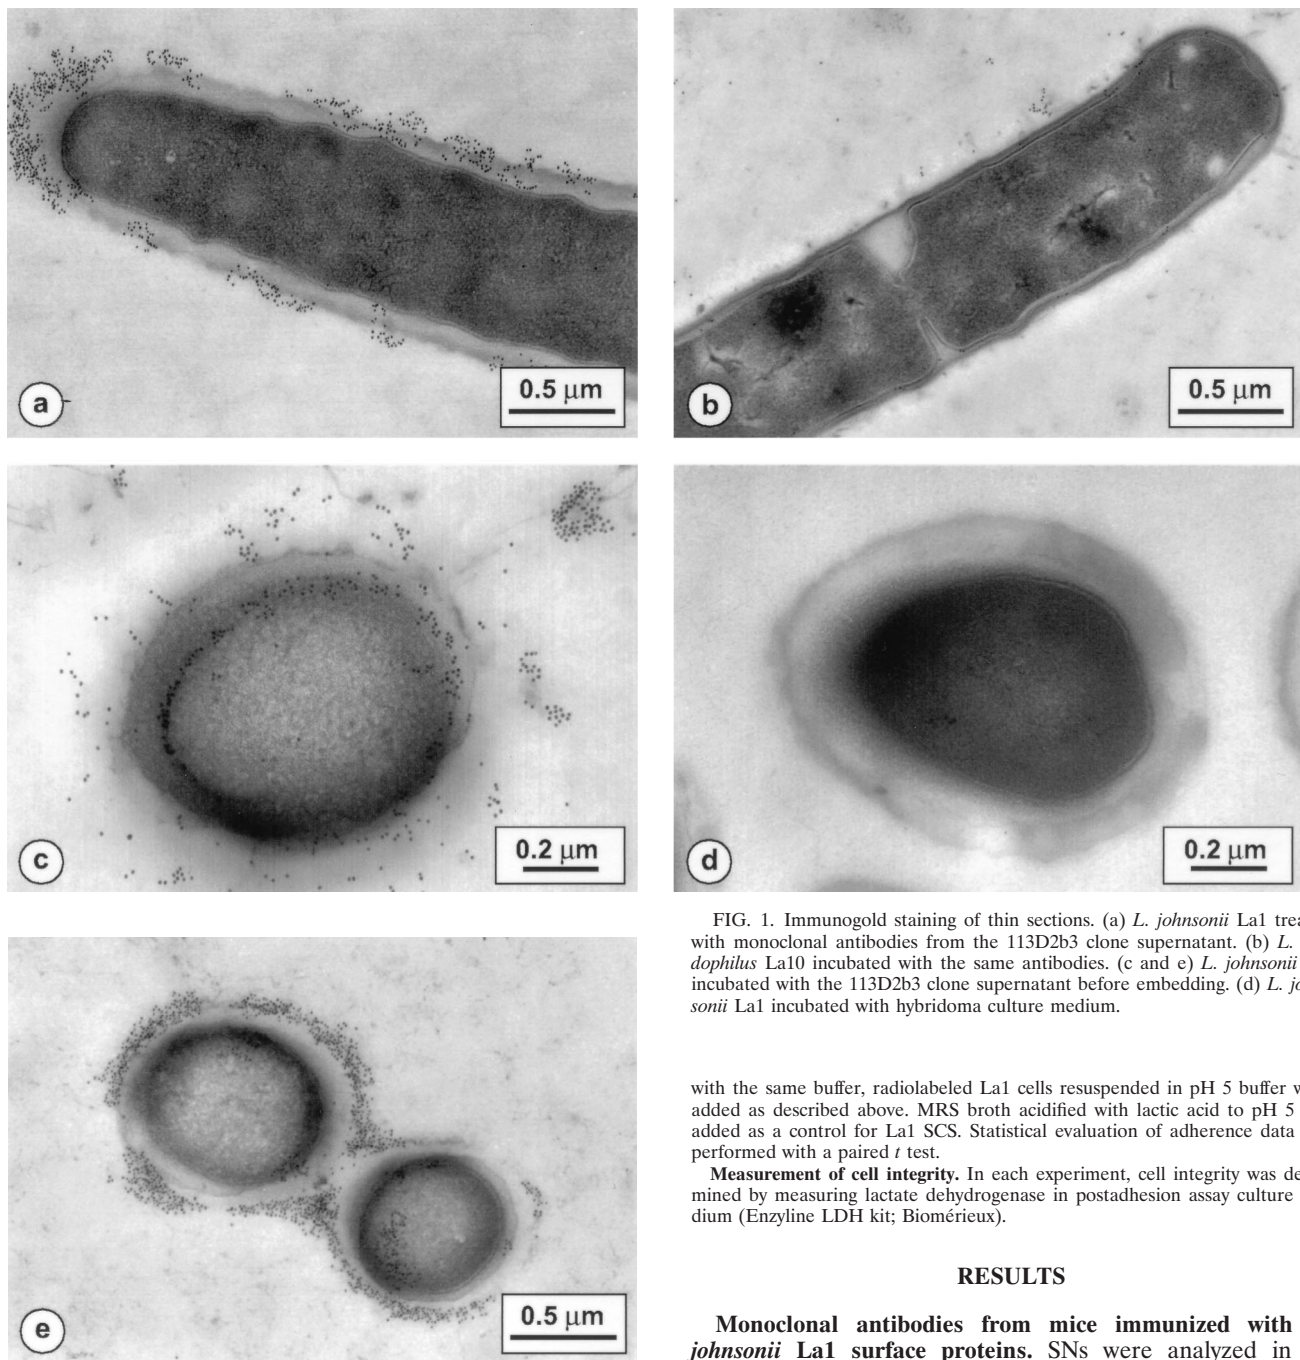 a
0.5 μm
b
0.5 μm
c
0.2 μm
d
0.2 μm
e
0.5 μm
FIG. 1. Immunogold staining of thin sections. (a) L. johnsonii La1 trea
with monoclonal antibodies from the 113D2b3 clone supernatant. (b) L.
dophilus La10 incubated with the same antibodies. (c and e) L. johnsonii
incubated with the 113D2b3 clone supernatant before embedding. (d) L. jo
sonii La1 incubated with hybridoma culture medium.
with the same buffer, radiolabeled La1 cells resuspended in pH 5 buffer w
added as described above. MRS broth acidified with lactic acid to pH 5
added as a control for La1 SCS. Statistical evaluation of adherence data
performed with a paired t test.
Measurement of cell integrity. In each experiment, cell integrity was de
mined by measuring lactate dehydrogenase in postadhesion assay culture
dium (Enzyline LDH kit; Biomérieux).
RESULTS
Monoclonal antibodies from mice immunized with
johnsonii La1 surface proteins. SNs were analyzed in